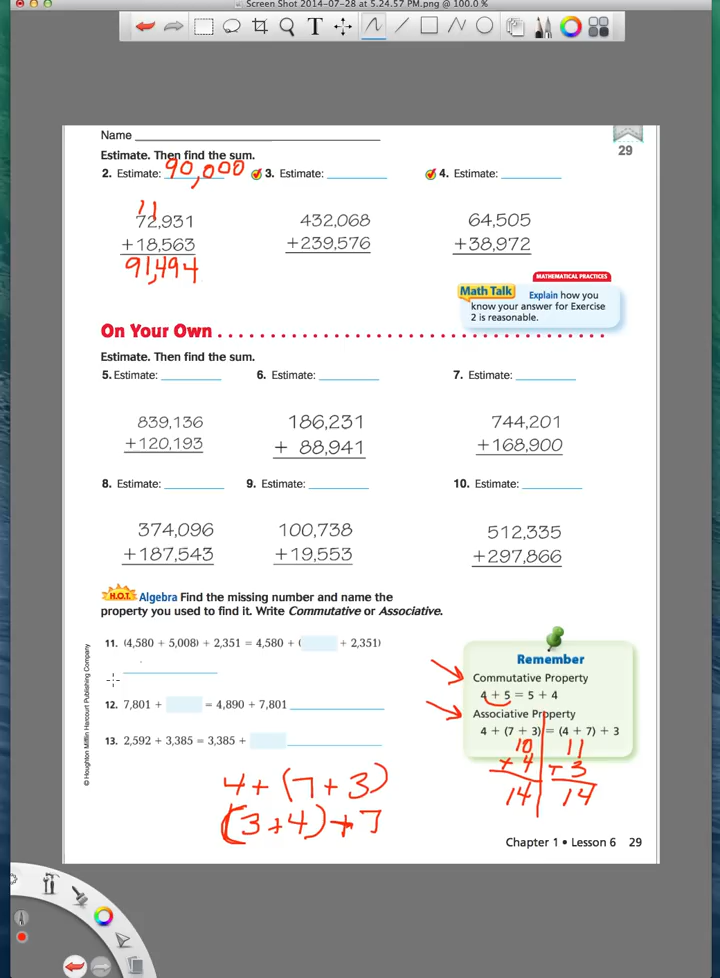 Screen Shot 2014-07-28 at 5.24.57 PM.png @ 100.0 %
T
Name
Estimate. Then find the sum.
29
2. Estimate: 90,000
3. Estimate:
4. Estimate:
11
72,931
+18,563
91,494
432,068
+239,576
64,505
+38,972
MATHEMATICAL PRACTICES
Math Talk Explain how you
know your answer for Exercise
2 is reasonable.
On Your Own
Estimate. Then find the sum.
5. Estimate:
6. Estimate:
7. Estimate:
839,136
+120,193
186,231
+ 88,941
744,201
+168,900
8. Estimate:
9. Estimate:
10. Estimate:
374,096
+187,543
100,738
+19,553
512,335
+297,866
H.O.T. Algebra Find the missing number and name the
property you used to find it. Write Commutative or Associative.
11. (4,580 + 5,008) + 2,351 = 4,580 + ( + 2,351)
12. 7,801 + = 4,890 + 7,801
13. 2,592 + 3,385 = 3,385 +
Remember
Commutative Property
4 + 5 = 5 + 4
Associative Property
4 + (7 + 3) = (4 + 7) + 3
10
+ 4
14
11
+ 3
14
4 + (7 + 3)
(3 + 4) + 7
© Houghton Mifflin Harcourt Publishing Company
Chapter 1 • Lesson 6 29